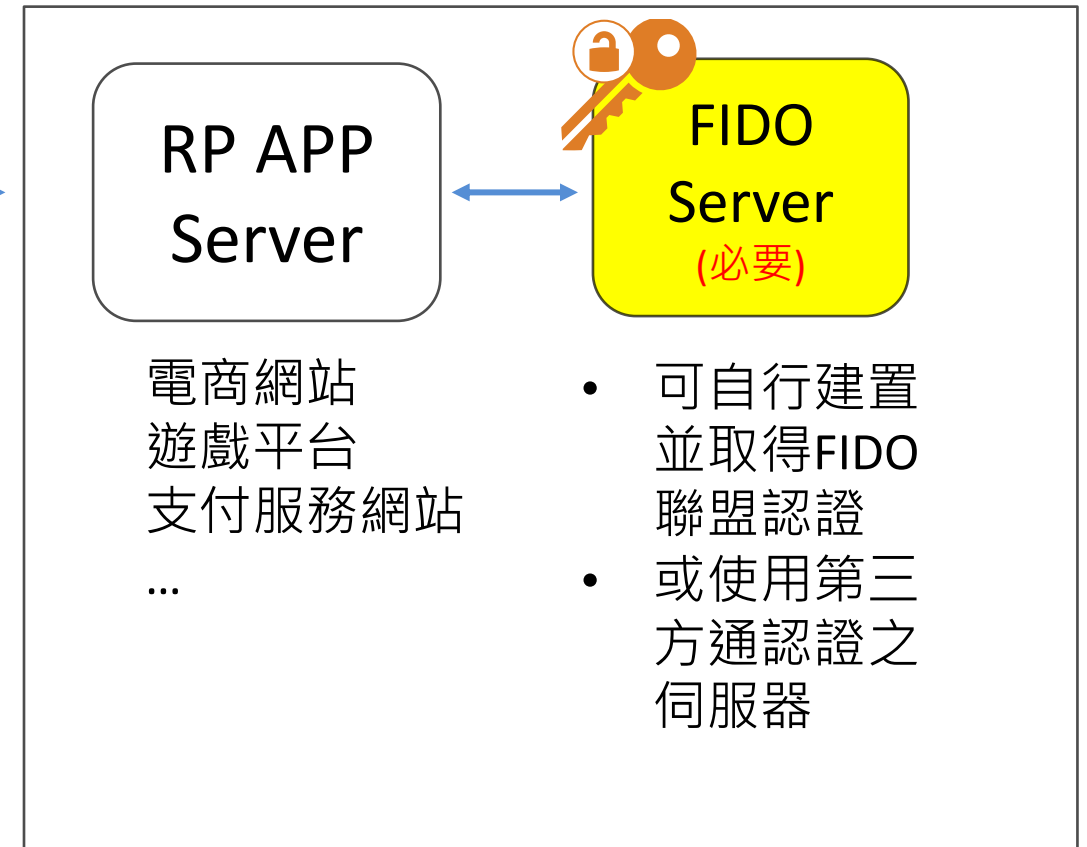 RP APP
Server
FIDO
Server
(必要)
電商網站
遊戲平台
支付服務網站
...
• 可自行建置
並取得FIDO
聯盟認證
• 或使用第三
方通認證之
伺服器